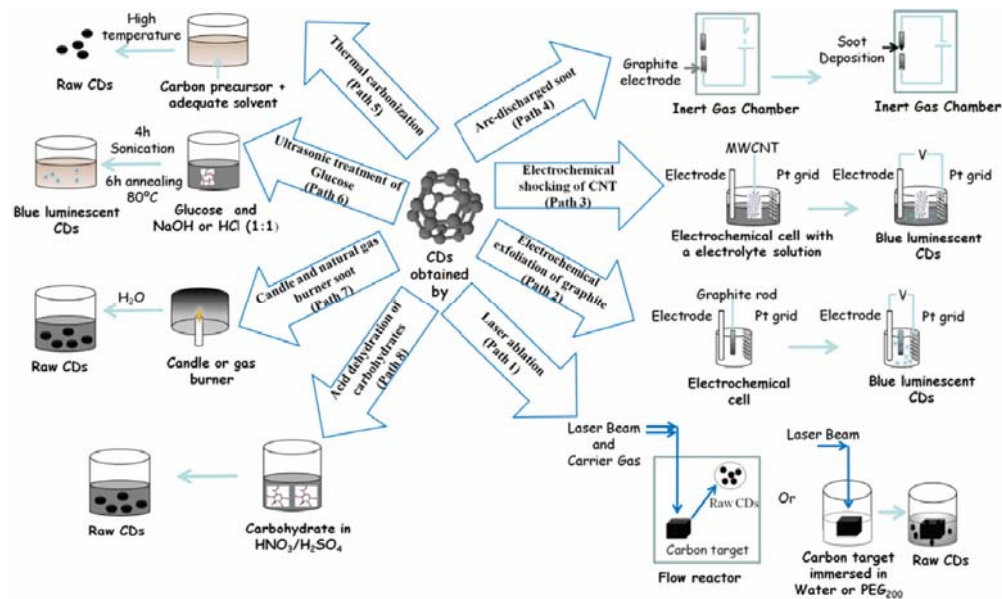 High
temperature
Raw CDs
Carbon precursor +
adequate solvent
Thermal carbonization
(Path 5)
Arc-discharged soot
(Path 4)
Graphite
electrode
Inert Gas Chamber
Soot
Deposition
Inert Gas Chamber
4h
Sonication
6h annealing
80ºC
Blue luminescent
CDs
Glucose and
NaOH or HCl (1:1)
Ultrasonic treatment of
Glucose
(Path 6)
CDs
obtained
by
Electrochemical
shocking of CNT
(Path 3)
MWCNT
Electrode
Pt grid
Electrochemical cell with
a electrolyte solution
V
Electrode
Pt grid
Blue luminescent
CDs
Candle and natural gas
burner soot
(Path 7)
H₂O
Raw CDs
Candle or gas
burner
Electrochemical
exfoliation of graphite
(Path 2)
Graphite rod
Electrode
Pt grid
Electrochemical
cell
V
Electrode
Pt grid
Blue luminescent
CDs
Acid dehydration of
carbohydrates
(Path 8)
Raw CDs
Carbohydrate in
HNO₃/H₂SO₄
Laser ablation
(Path 1)
Laser Beam
and
Carrier Gas
Raw CDs
Carbon target
Flow reactor
Or
Laser Beam
Carbon target
immersed in
Water or PEG₂₀₀
Raw CDs